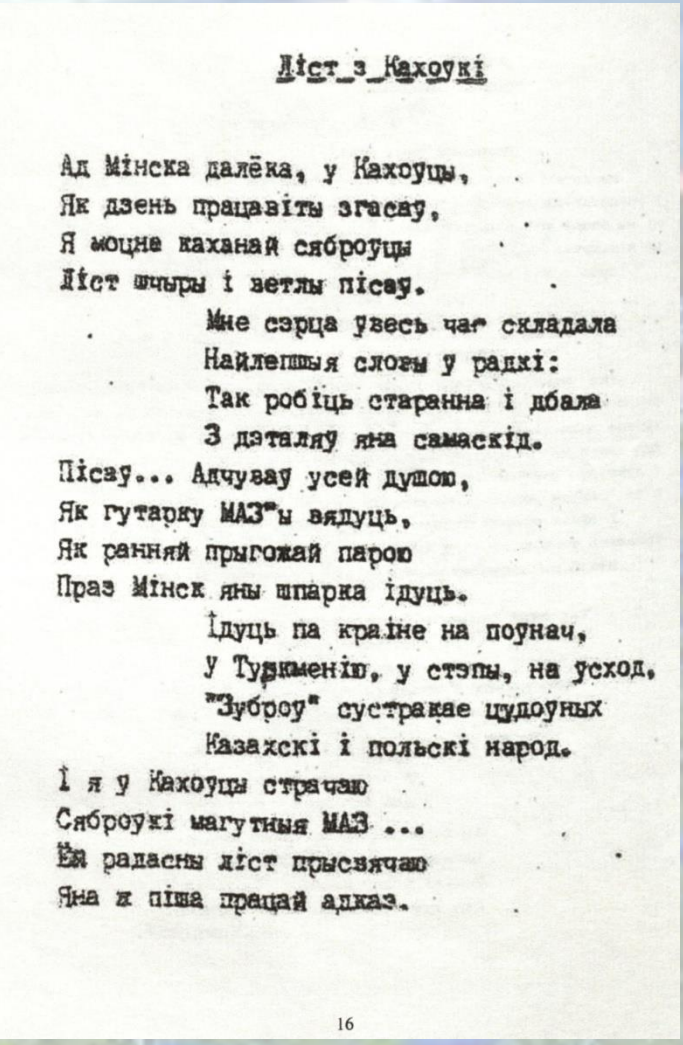 Ліст з Кахоўкі
Ад Мінска далёка, у Кахоўцы,
Як дзень працавіты згасаў,
Я моцна каханай сяброўцы
Ліст шчыры і ветлы пісаў.
Мне сэрца ўвесь час складала
Найлепшыя словы ў радкі:
Так робіць старанна і дбала
З дэталяў яна самаскід.
Пісаў... Адчуваў усей душою,
Як гутарку МАЗ"ы вядуць,
Як ранняй прыгожай парою
Праз Мінск яны шпарка ідуць.
Ідуць па краіне на поўнач,
У Туркменію, у стэпы, на ўсход,
"Зуброў" сустракае цудоўных
Казахскі і польскі народ.
І я ў Кахоўцы страчаю
Сяброўкі магутныя МАЗ ...
Ёй радасны ліст прысвячаю
Яна ж піша працай адказ.
16